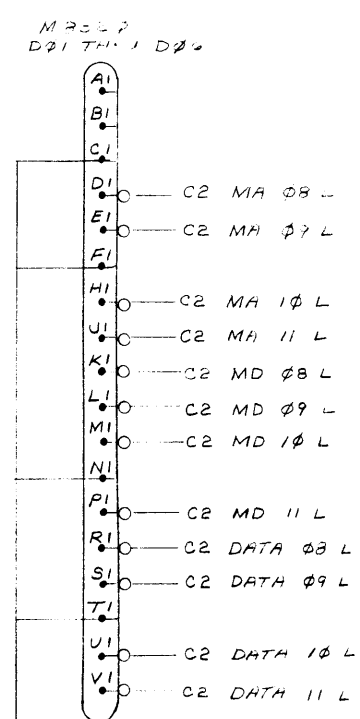 DØ1 THRU DØ6
A1
B1
C1
D1 C2 MA Ø8 L
E1 C2 MA Ø9 L
F1
H1 C2 MA 1Ø L
J1 C2 MA 11 L
K1 C2 MD Ø8 L
L1 C2 MD Ø9 L
M1 C2 MD 1Ø L
N1
P1 C2 MD 11 L
R1 C2 DATA Ø8 L
S1 C2 DATA Ø9 L
T1
U1 C2 DATA 1Ø L
V1 C2 DATA 11 L